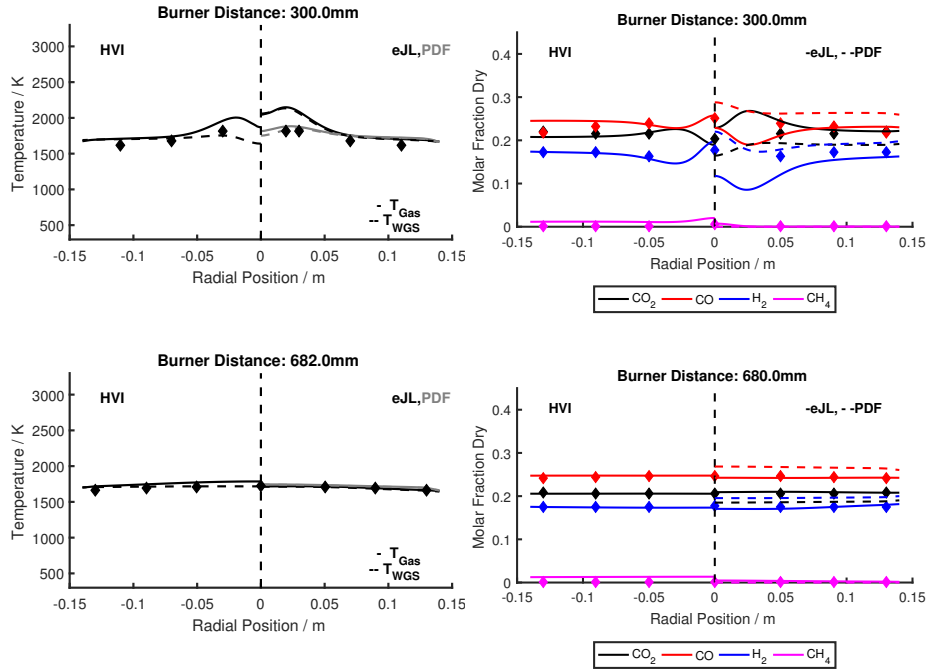 Burner Distance: 300.0mm
HVI
eJL,PDF
Temperature / K
3000
2500
2000
1500
1000
500
- T_Gas
-- T_WGS
-0.15
-0.1
-0.05
0
0.05
0.1
0.15
Radial Position / m
Burner Distance: 300.0mm
HVI
-eJL, - -PDF
Molar Fraction Dry
0.4
0.3
0.2
0.1
0
-0.15
-0.1
-0.05
0
0.05
0.1
0.15
Radial Position / m
CO₂ CO H₂ CH₄
Burner Distance: 682.0mm
HVI
eJL,PDF
Temperature / K
3000
2500
2000
1500
1000
500
- T_Gas
-- T_WGS
-0.15
-0.1
-0.05
0
0.05
0.1
0.15
Radial Position / m
Burner Distance: 680.0mm
HVI
-eJL, - -PDF
Molar Fraction Dry
0.4
0.3
0.2
0.1
0
-0.15
-0.1
-0.05
0
0.05
0.1
0.15
Radial Position / m
CO₂ CO H₂ CH₄